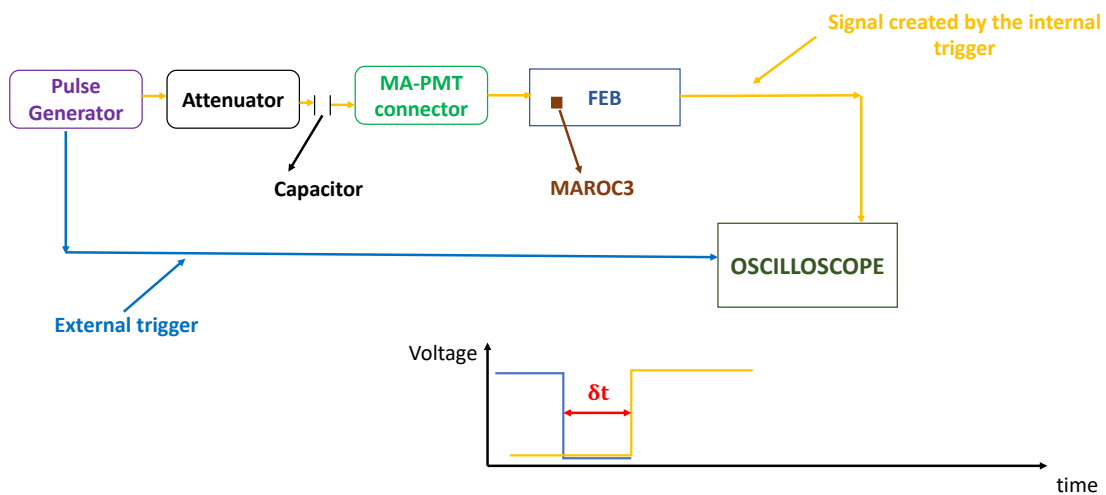 Signal created by the internal
trigger
Pulse
Generator
Attenuator
MA-PMT
connector
FEB
Capacitor
MAROC3
OSCILLOSCOPE
External trigger
Voltage
δt
time